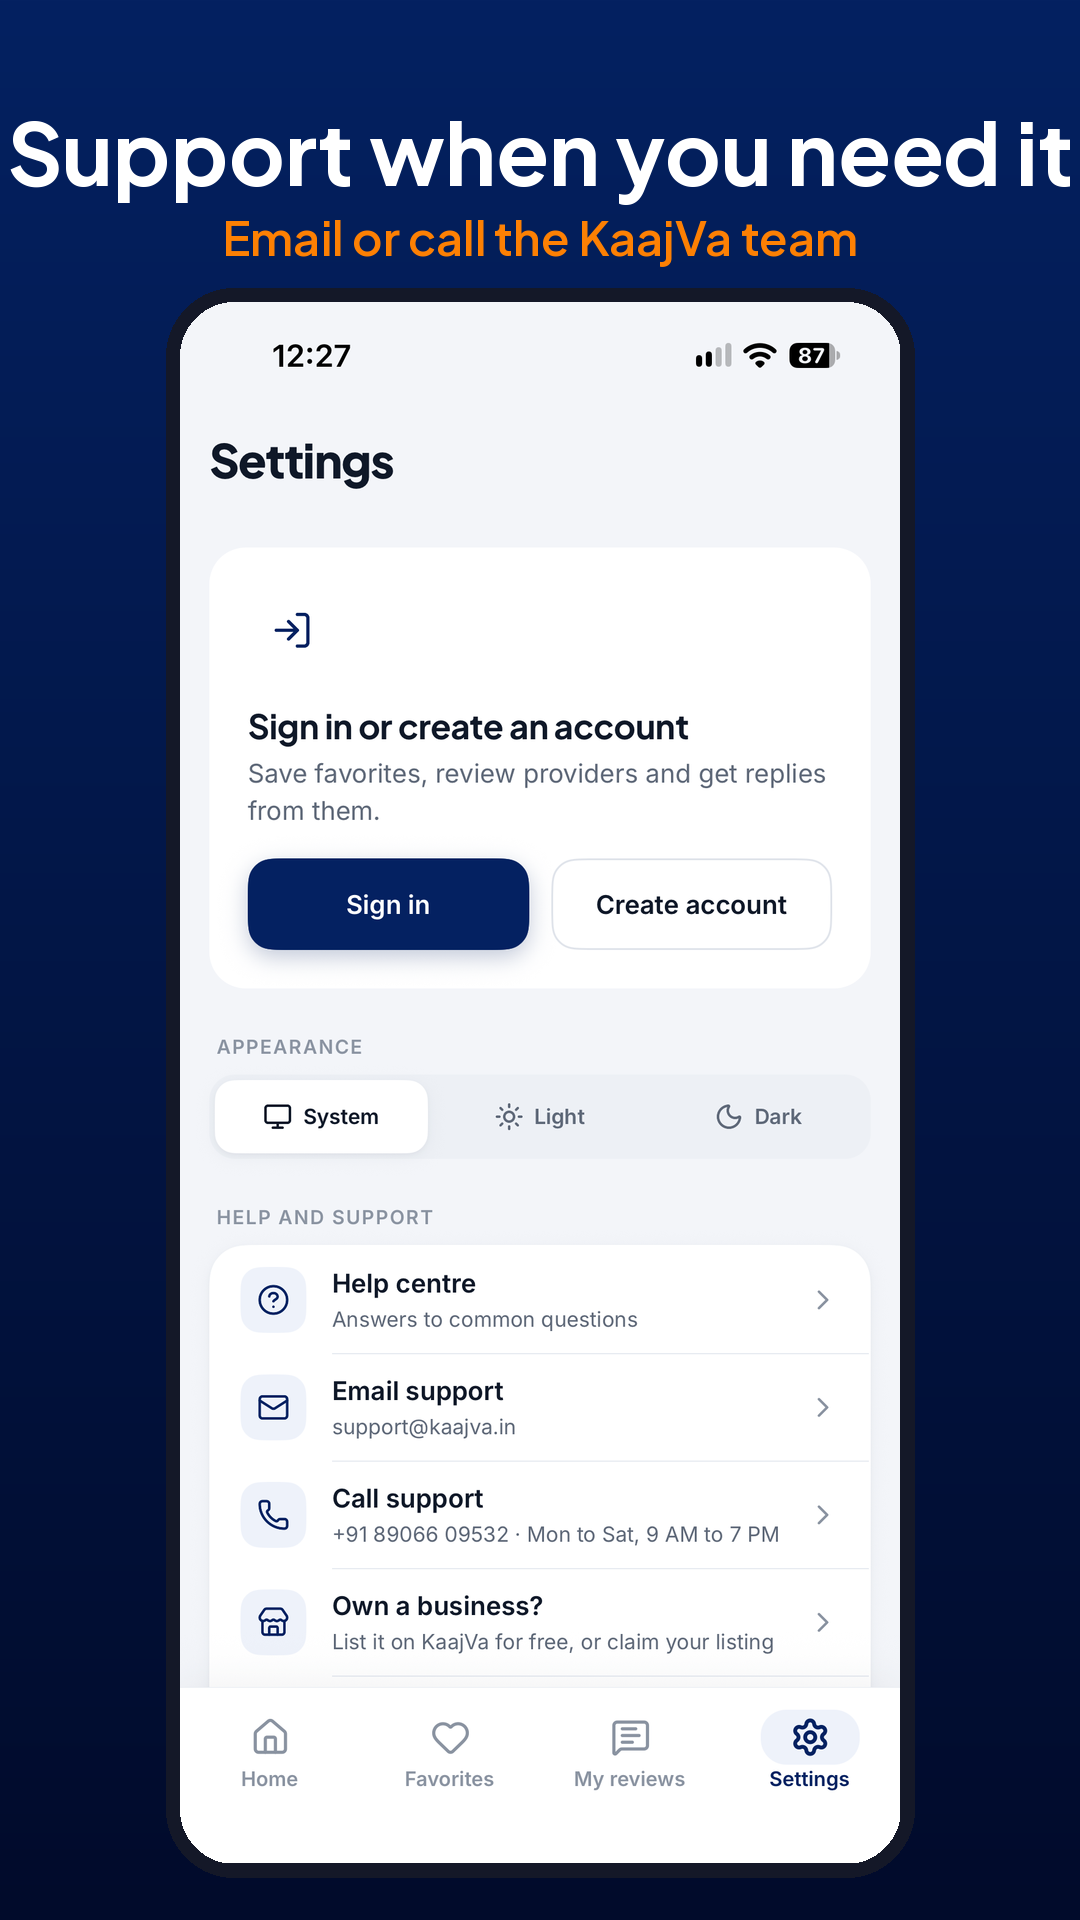 Support when you need it
Email or call the KaajVa team
12:27
87
Settings
Sign in or create an account
Save favorites, review providers and get replies
from them.
Sign in
Create account
APPEARANCE
System
Light
Dark
HELP AND SUPPORT
Help centre
Answers to common questions
Email support
support@kaajva.in
Call support
+91 89066 09532 · Mon to Sat, 9 AM to 7 PM
Own a business?
List it on KaajVa for free, or claim your listing
Home
Favorites
My reviews
Settings